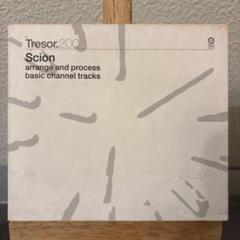 Tresor.200
Scion
arrange and process
basic channel tracks